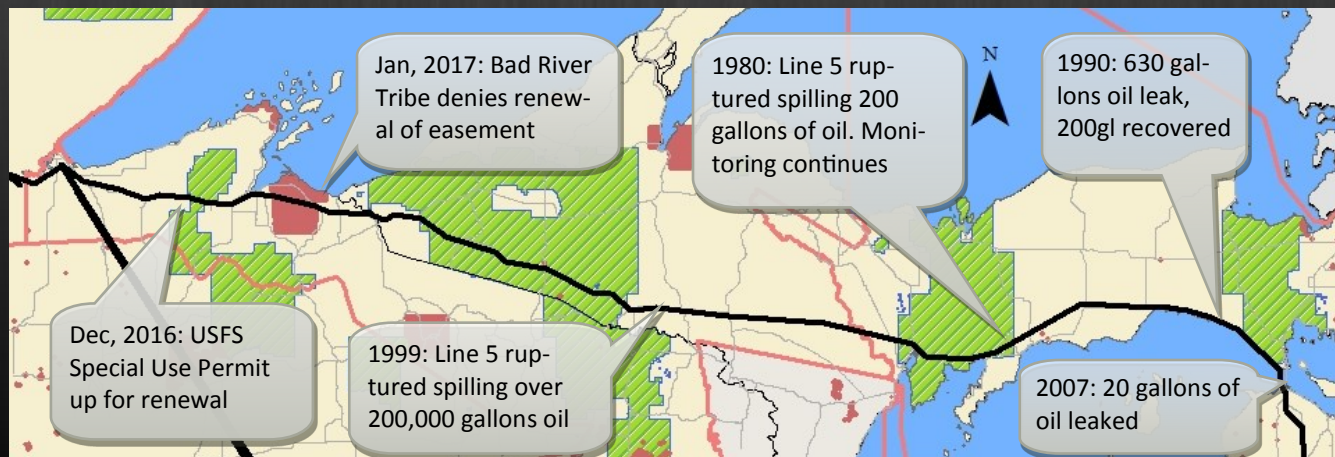 Jan, 2017: Bad River
Tribe denies renew-
al of easement
1980: Line 5 rup-
tured spilling 200
gallons of oil. Moni-
toring continues
N
1990: 630 gal-
lons oil leak,
200gl recovered
Dec, 2016: USFS
Special Use Permit
up for renewal
1999: Line 5 rup-
tured spilling over
200,000 gallons oil
2007: 20 gallons of
oil leaked